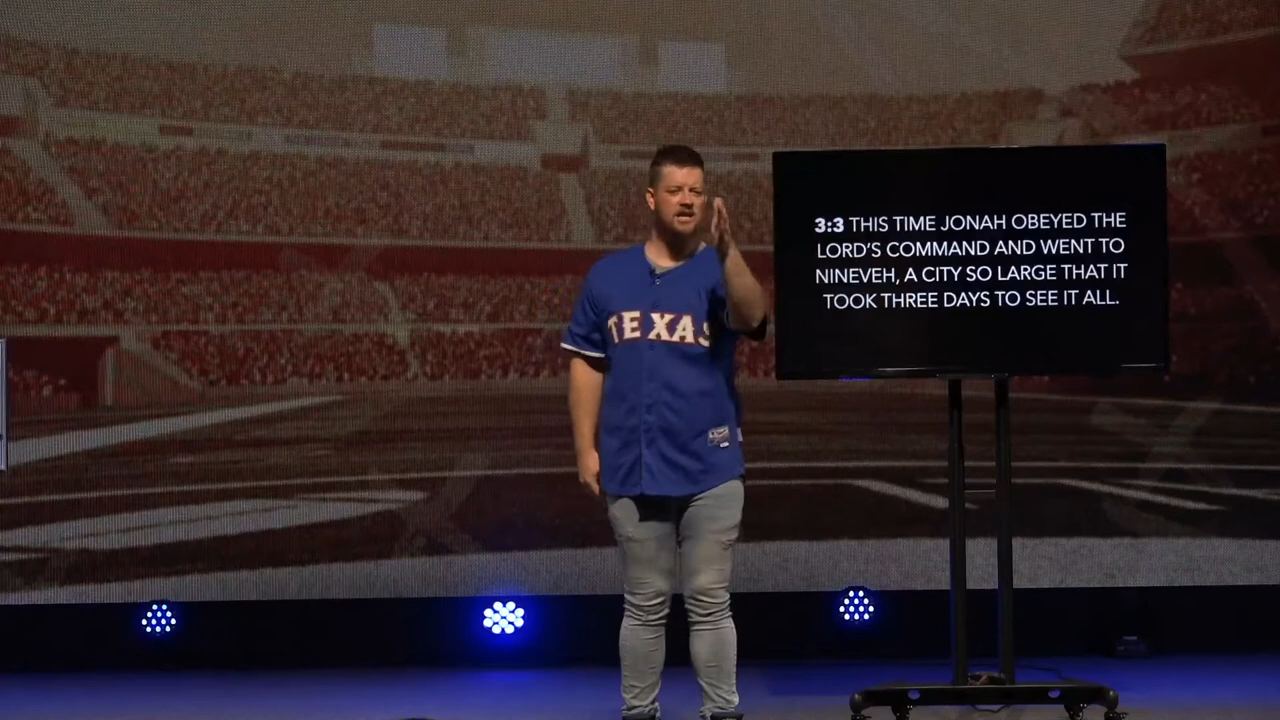 TEXAS
3:3 THIS TIME JONAH OBEYED THE
LORD'S COMMAND AND WENT TO
NINEVEH, A CITY SO LARGE THAT IT
TOOK THREE DAYS TO SEE IT ALL.